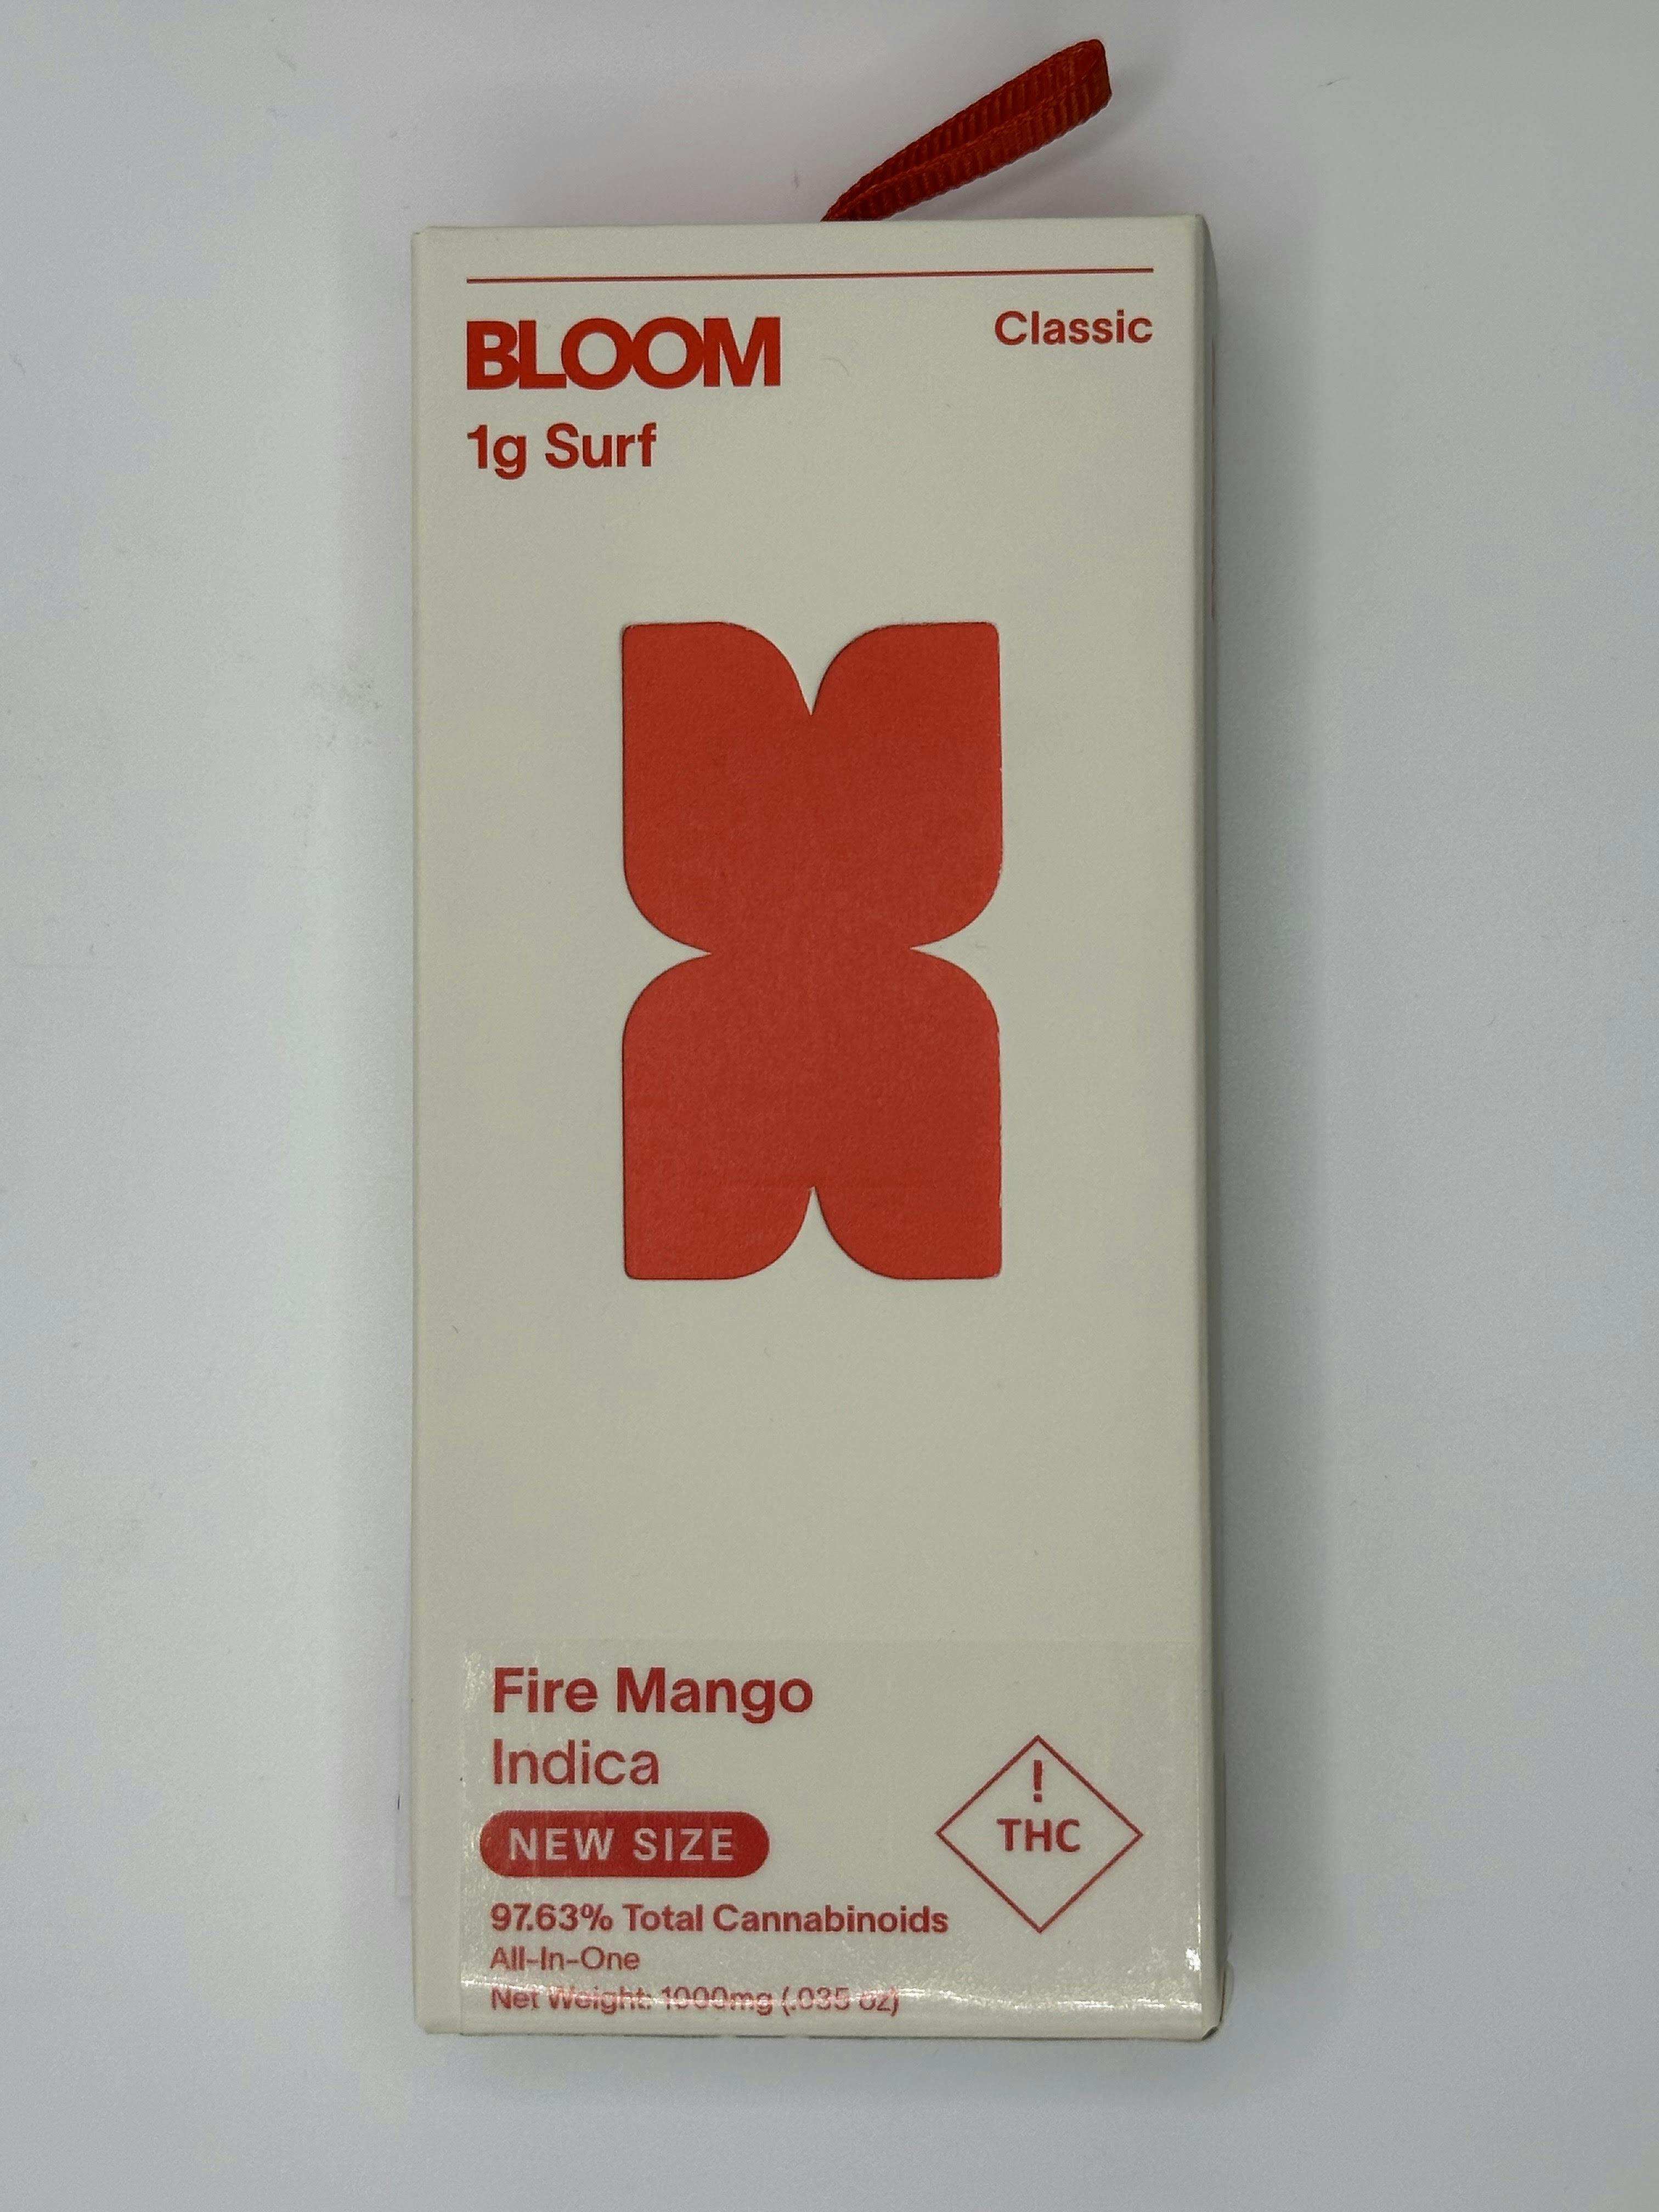 BLOOM
Classic
1g Surf
Fire Mango
Indica
NEW SIZE
!
THC
97.63% Total Cannabinoids
All-In-One
Net Weight: 1000mg (.035 oz)